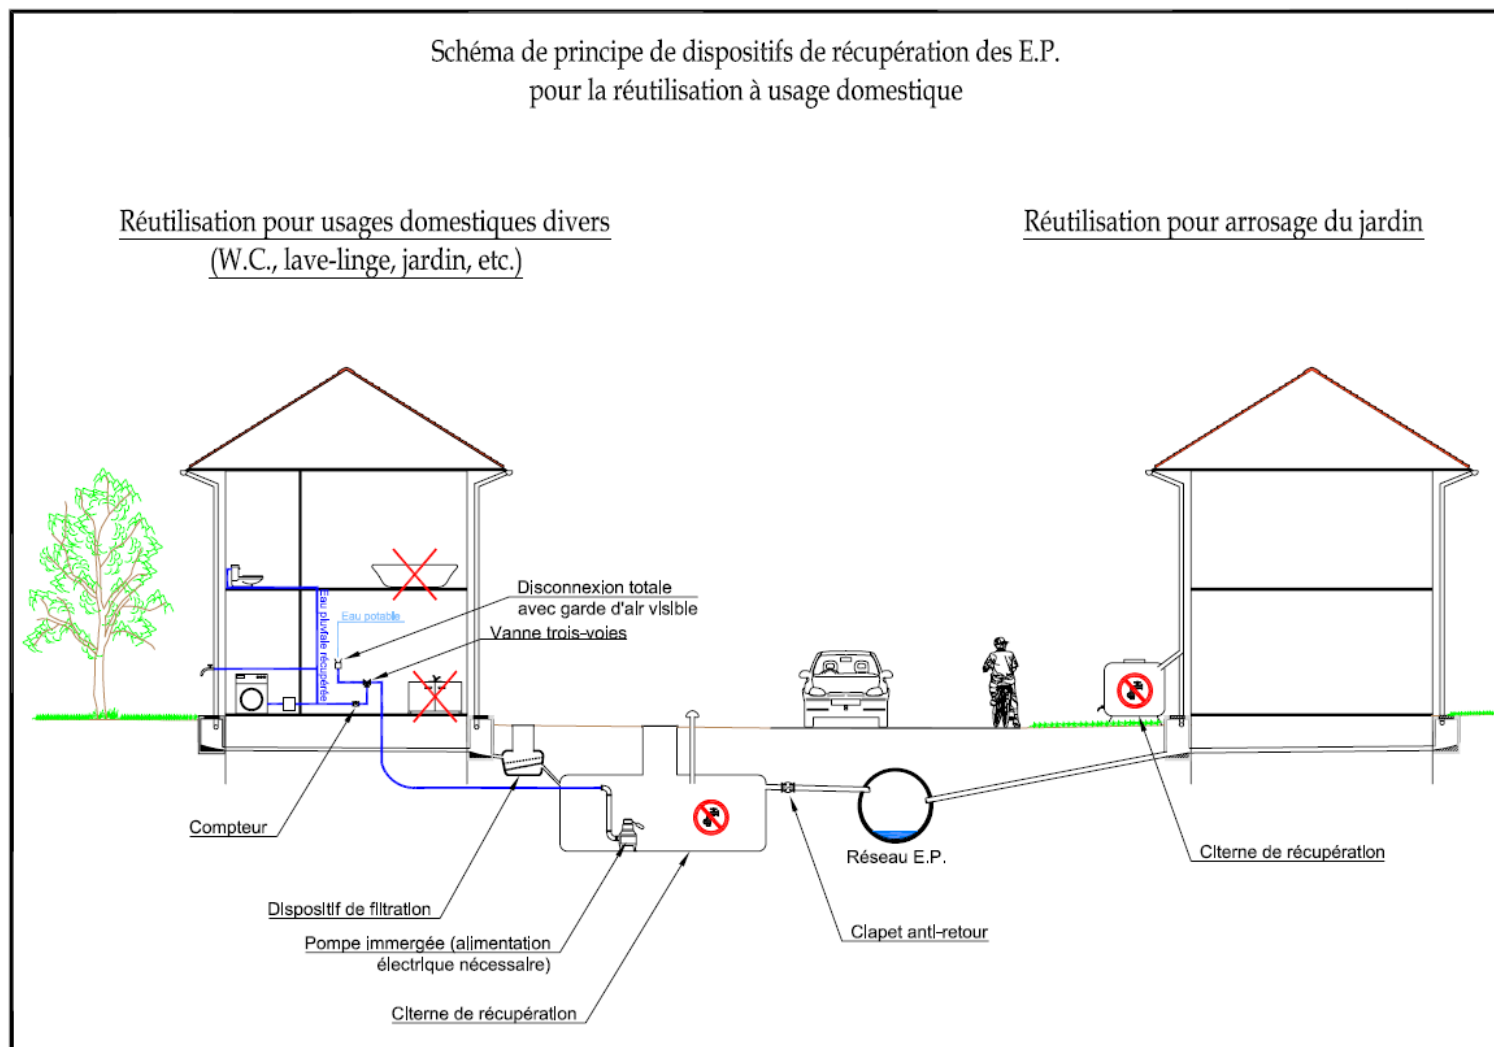 Schéma de principe de dispositifs de récupération des E.P.
pour la réutilisation à usage domestique
Réutilisation pour usages domestiques divers
(W.C., lave-linge, jardin, etc.)
Réutilisation pour arrosage du jardin
Disconnexion totale
avec garde d'air visible
Vanne trois-voies
Eau potable
Eau pluviale récupérée
Compteur
Réseau E.P.
Citerne de récupération
Dispositif de filtration
Clapet anti-retour
Pompe immergée (alimentation
électrique nécessaire)
Citerne de récupération